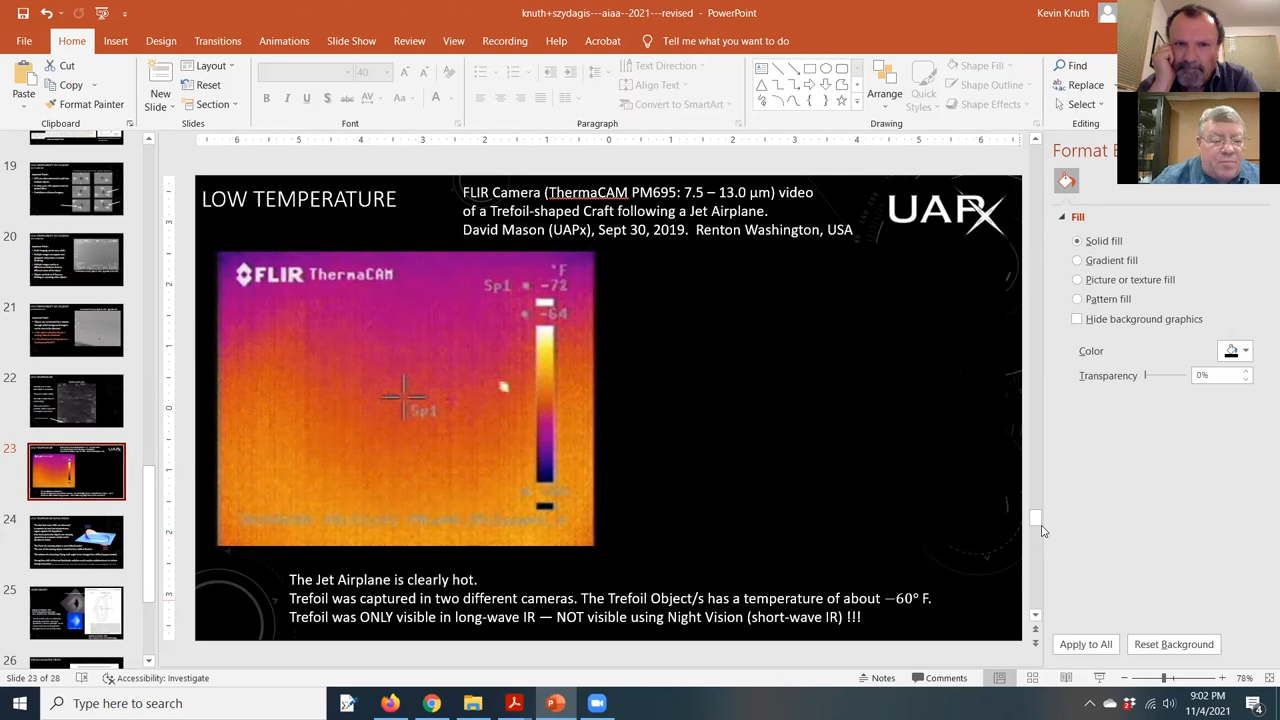 knuth+szydagis---aiaa--2021---revised - PowerPoint
Kevin Knuth
File Home Insert Design Transitions Animations Slide Show Review View Recording Help Acrobat Tell me what you want to do
Paste
Cut
Copy
Format Painter
Clipboard
New Slide
Layout
Reset
Section
Slides
40
Font
Text Direction
Align Text
Convert to SmartArt
Paragraph
Arrange
Quick Styles
Shape Fill
Shape Outline
Shape Effects
Drawing
Find
Replace
Select
Editing
19
20
21
22
23
24
25
26
LOW TEMPERATURE
FLIR Camera (ThermaCAM PM695: 7.5 – 13.0 μm) video
of a Trefoil-shaped Craft following a Jet Airplane.
David Mason (UAPx), Sept 30, 2019. Renton Washington, USA
UAPx
FLIR ThermaCAM
Sp1 -72
Sp1
The Jet Airplane is clearly hot.
Trefoil was captured in two different cameras. The Trefoil Object/s has a temperature of about −60° F.
Trefoil was ONLY visible in long-wave IR — NOT visible using Night Vision (short-wave IR) !!!
Format
Fill
Solid fill
Gradient fill
Picture or texture fill
Pattern fill
Hide background graphics
Color
Transparency
0%
Apply to All
Reset Background
Slide 23 of 28
Accessibility: Investigate
Notes
Comments
78%
Type here to search
9:02 PM
11/4/2021